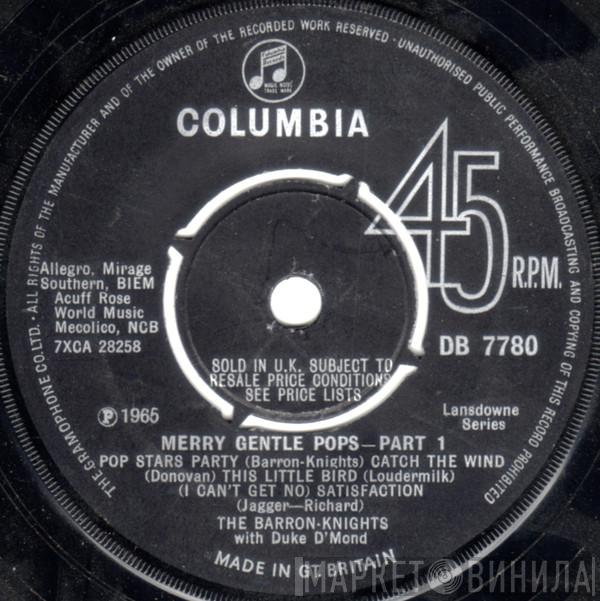 THE GRAMOPHONE CO. LTD. · ALL RIGHTS OF THE MANUFACTURER AND OF THE OWNER OF THE RECORDED WORK RESERVED · UNAUTHORISED PUBLIC PERFORMANCE BROADCASTING AND COPYING OF THIS RECORD PROHIBITED
MAGIC NOTES
TRADE MARK
COLUMBIA
45
R.P.M.
Allegro, Mirage
Southern, BIEM
Acuff Rose
World Music
Mecolico, NCB
7XCA 28258
DB 7780
SOLD IN U.K. SUBJECT TO
RESALE PRICE CONDITIONS
SEE PRICE LISTS
Ⓟ 1965
Lansdowne
Series
MERRY GENTLE POPS—PART 1
POP STARS PARTY (Barron-Knights) CATCH THE WIND
(Donovan) THIS LITTLE BIRD (Loudermilk)
(I CAN'T GET NO) SATISFACTION
(Jagger—Richard)
THE BARRON-KNIGHTS
with Duke D'Mond
MADE IN GT. BRITAIN
МАРКЕТ ВИНИЛА